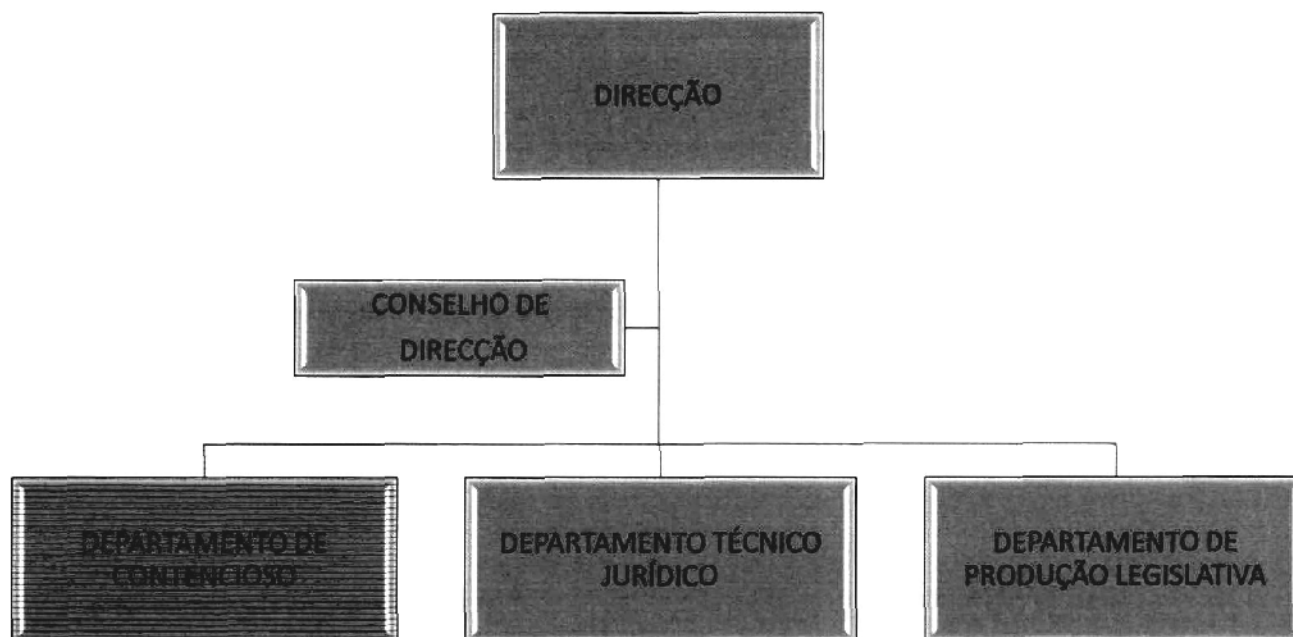 DIRECÇÃO
CONSELHO DE
DIRECÇÃO
DEPARTAMENTO DE
CONTENCIOSO
DEPARTAMENTO TÉCNICO
JURÍDICO
DEPARTAMENTO DE
PRODUÇÃO LEGISLATIVA